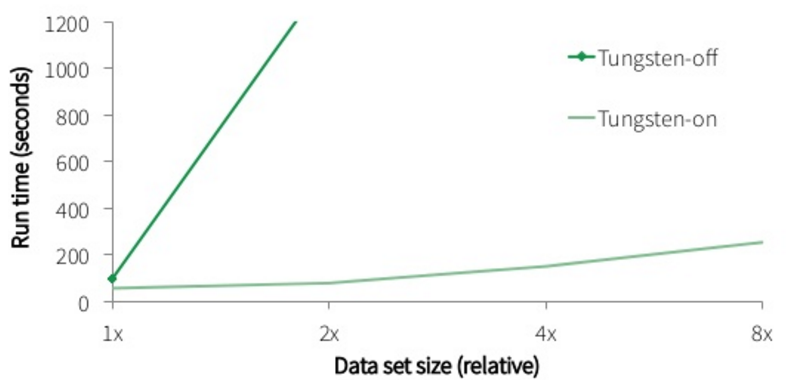 1200
1000
800
600
400
200
0
Run time (seconds)
Tungsten-off
Tungsten-on
1x
2x
4x
8x
Data set size (relative)